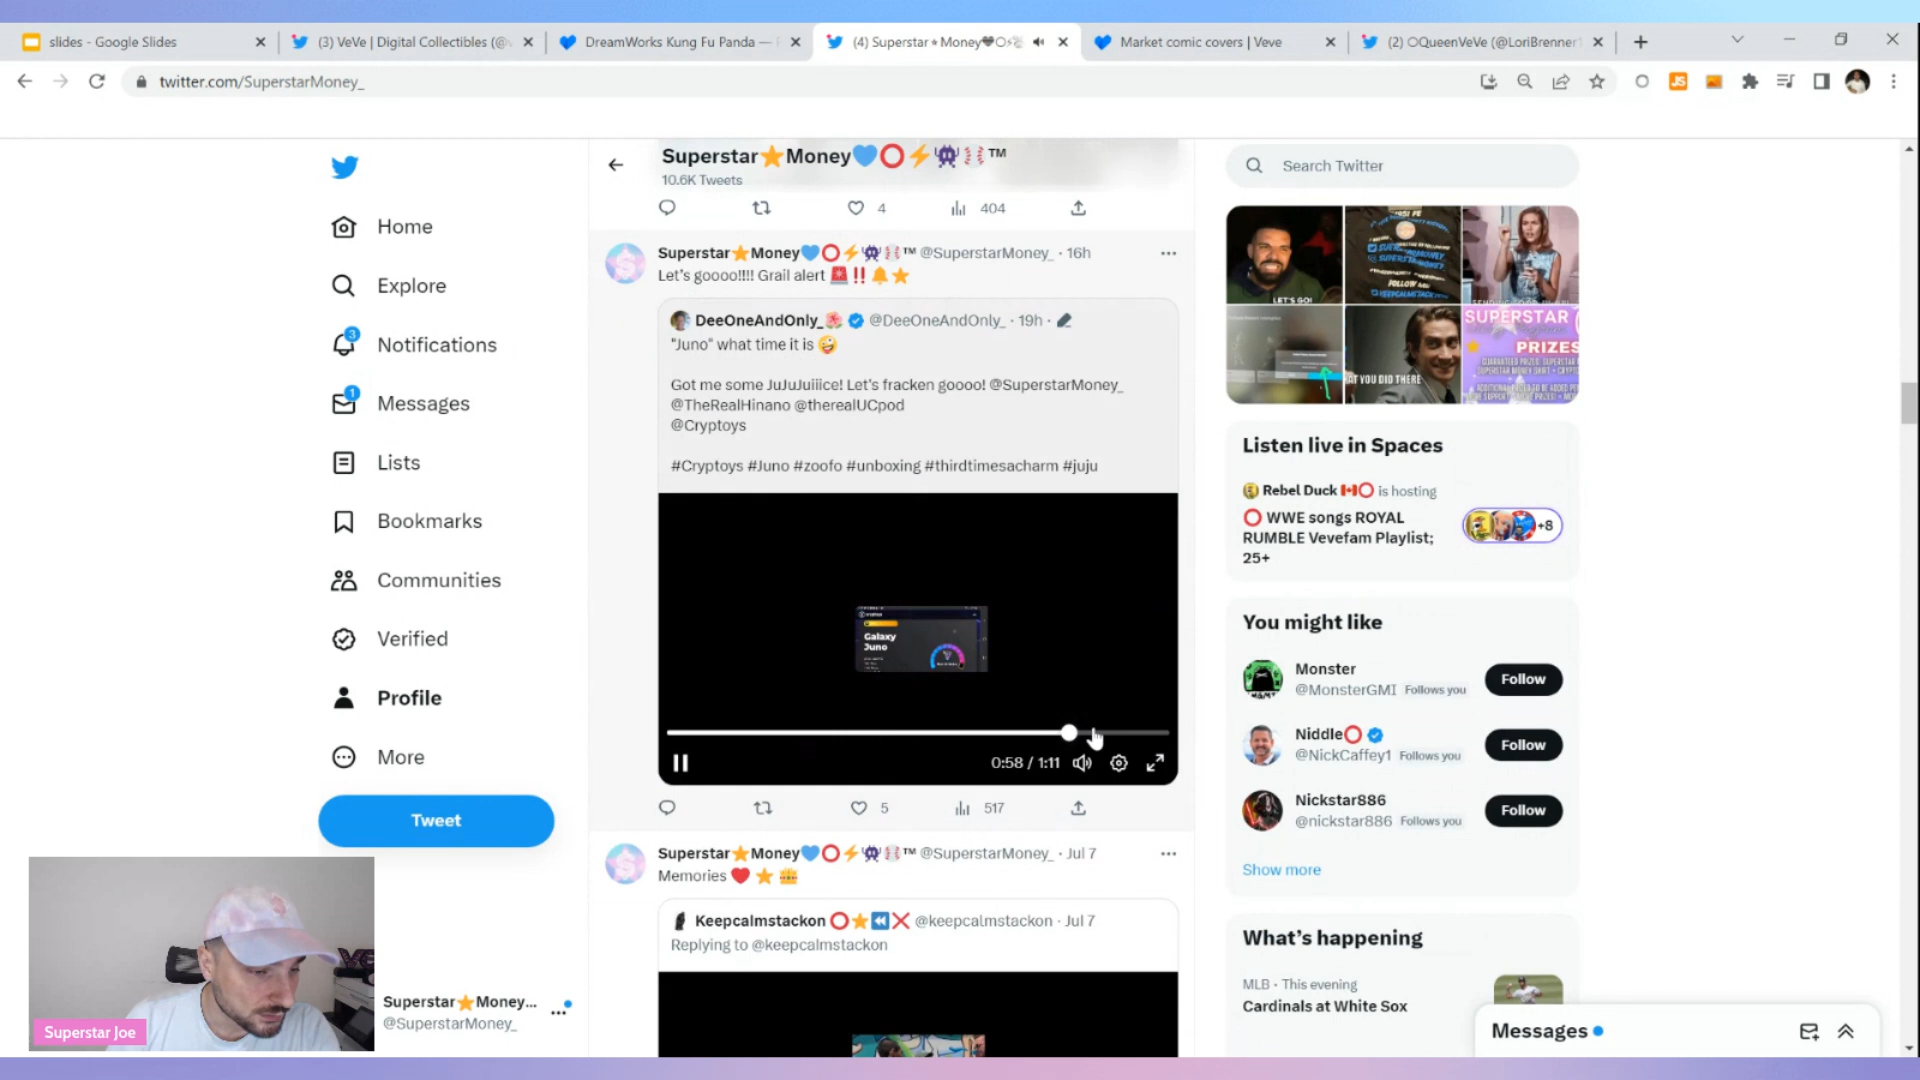 slides - Google Slides
(3) VeVe | Digital Collectibles (@v
DreamWorks Kung Fu Panda —
(4) Superstar⭐Money
Market comic covers | Veve
(2) ⭕QueenVeVe (@LoriBrenner1
twitter.com/SuperstarMoney_
Superstar⭐Money💙⭕⚡👾⚾™
10.6K Tweets
4
404
Home
Explore
3
Notifications
1
Messages
Lists
Bookmarks
Communities
Verified
Profile
More
Tweet
Superstar⭐Money...
@SuperstarMoney_
Superstar Joe
Superstar⭐Money💙⭕⚡👾⚾™ @SuperstarMoney_ · 16h
Let's goooo!!!! Grail alert 🚨‼️🔔⭐
DeeOneAndOnly_🌺 @DeeOneAndOnly_ · 19h ·
"Juno" what time it is 🤪
Got me some JuJuJuiiice! Let's fracken goooo! @SuperstarMoney_
@TheRealHinano @therealUCpod
@Cryptoys
#Cryptoys #Juno #zoofo #unboxing #thirdtimesacharm #juju
Galaxy
Juno
0:58 / 1:11
5
517
Superstar⭐Money💙⭕⚡👾⚾™ @SuperstarMoney_ · Jul 7
Memories ❤️ ⭐ 👑
Keepcalmstackon ⭕⭐⏪❌ @keepcalmstackon · Jul 7
Replying to @keepcalmstackon
Search Twitter
LET'S GO!
AT YOU DID THERE
SUPERSTAR
PRIZES
Listen live in Spaces
Rebel Duck 🇨🇦⭕ is hosting
⭕ WWE songs ROYAL
RUMBLE Vevefam Playlist;
25+
+8
You might like
Monster
@MonsterGMI Follows you
Follow
Niddle⭕
@NickCaffey1 Follows you
Follow
Nickstar886
@nickstar886 Follows you
Follow
Show more
What's happening
MLB · This evening
Cardinals at White Sox
Messages